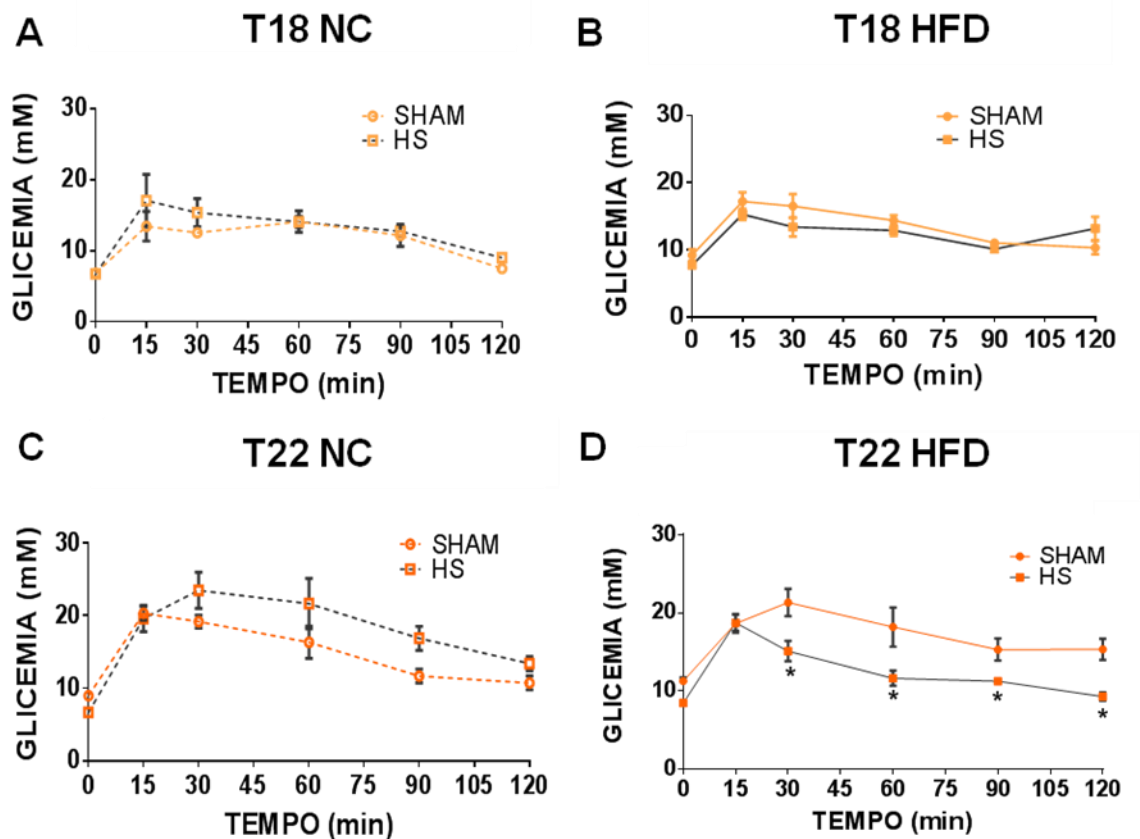 A
T18 NC
GLICEMIA (mM)
30
20
10
0
SHAM
HS
0 15 30 45 60 75 90 105 120
TEMPO (min)
B
T18 HFD
GLICEMIA (mM)
30
20
10
0
SHAM
HS
0 15 30 45 60 75 90 105 120
TEMPO (min)
C
T22 NC
GLICEMIA (mM)
30
20
10
0
SHAM
HS
0 15 30 45 60 75 90 105 120
TEMPO (min)
D
T22 HFD
GLICEMIA (mM)
30
20
10
0
SHAM
HS
* * * *
0 15 30 45 60 75 90 105 120
TEMPO (min)